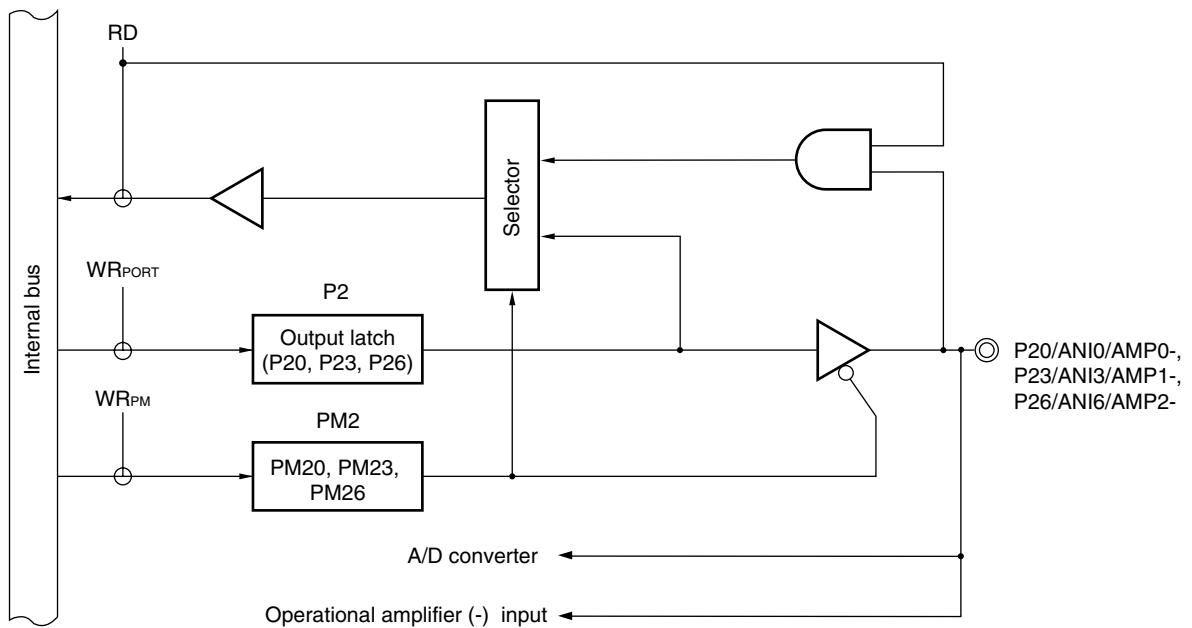 RD
Selector
Internal bus
WRPORT
P2
Output latch
(P20, P23, P26)
P20/ANI0/AMP0-,
P23/ANI3/AMP1-,
P26/ANI6/AMP2-
WRPM
PM2
PM20, PM23,
PM26
A/D converter
Operational amplifier (-) input